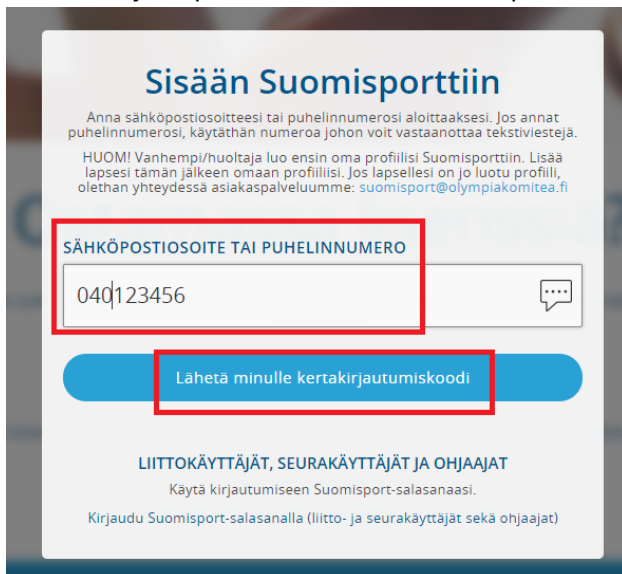 Sisään Suomisporttiin
Anna sähköpostiosoitteesi tai puhelinnumerosi aloittaaksesi. Jos annat
puhelinnumerosi, käytäthän numeroa johon voit vastaanottaa tekstiviestejä.
HUOM! Vanhempi/huoltaja luo ensin oma profiilisi Suomisporttiin. Lisää
lapsesi tämän jälkeen omaan profiiliisi. Jos lapsellesi on jo luotu profiili,
olethan yhteydessä asiakaspalveluumme: suomisport@olympiakomitea.fi
SÄHKÖPOSTIOSOITE TAI PUHELINNUMERO
040123456
Lähetä minulle kertakirjautumiskoodi
LIITTOKÄYTTÄJÄT, SEURAKÄYTTÄJÄT JA OHJAAJAT
Käytä kirjautumiseen Suomisport-salasanaasi.
Kirjaudu Suomisport-salasanalla (liitto- ja seurakäyttäjät sekä ohjaajat)